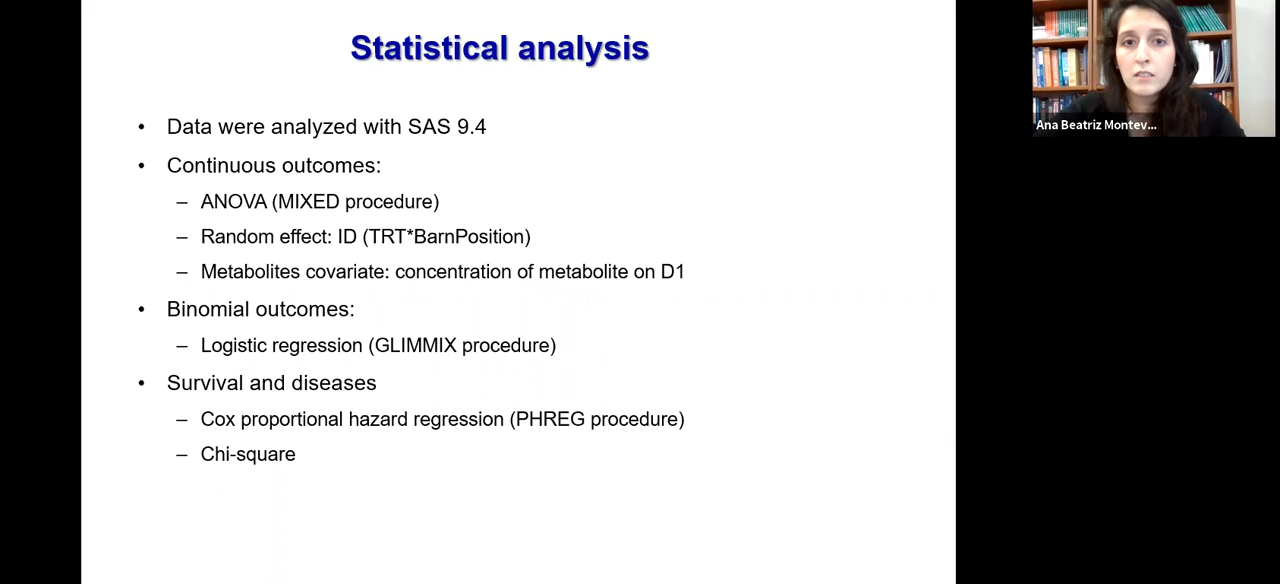 Statistical analysis
• Data were analyzed with SAS 9.4
• Continuous outcomes:
– ANOVA (MIXED procedure)
– Random effect: ID (TRT*BarnPosition)
– Metabolites covariate: concentration of metabolite on D1
• Binomial outcomes:
– Logistic regression (GLIMMIX procedure)
• Survival and diseases
– Cox proportional hazard regression (PHREG procedure)
– Chi-square
Ana Beatriz Montev...